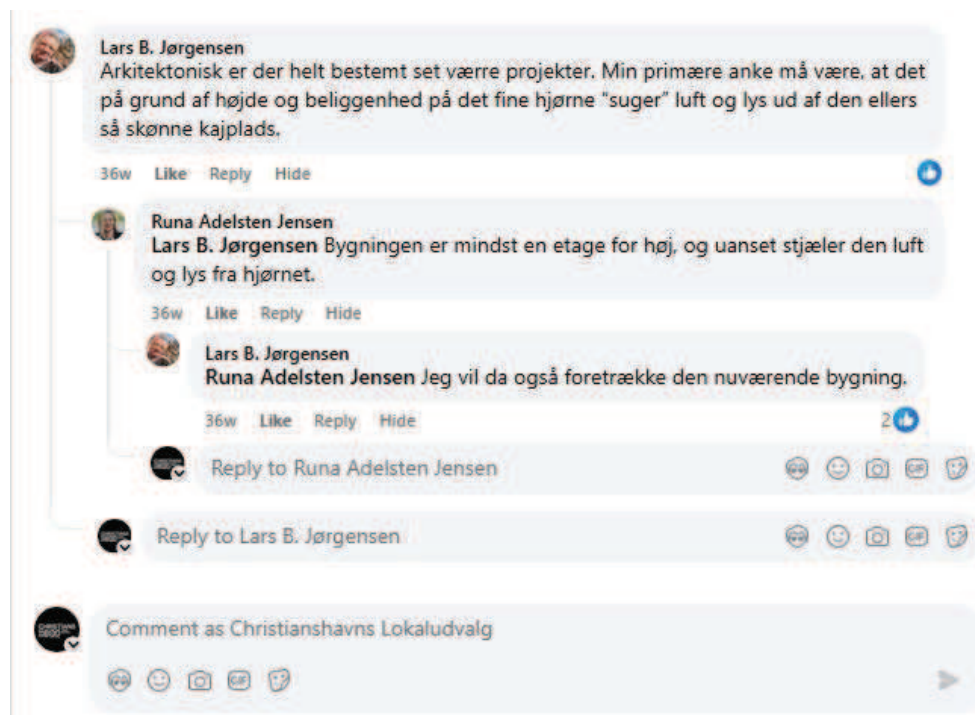 Lars B. Jørgensen
Arkitektonisk er der helt bestemt set værre projekter. Min primære anke må være, at det
på grund af højde og beliggenhed på det fine hjørne "suger" luft og lys ud af den ellers
så skønne kajplads.
36w Like Reply Hide
Runa Adelsten Jensen
Lars B. Jørgensen Bygningen er mindst en etage for høj, og uanset stjæler den luft
og lys fra hjørnet.
36w Like Reply Hide
Lars B. Jørgensen
Runa Adelsten Jensen Jeg vil da også foretrække den nuværende bygning.
36w Like Reply Hide 2
Reply to Runa Adelsten Jensen
GIF
Reply to Lars B. Jørgensen
GIF
Comment as Christianshavns Lokaludvalg
GIF